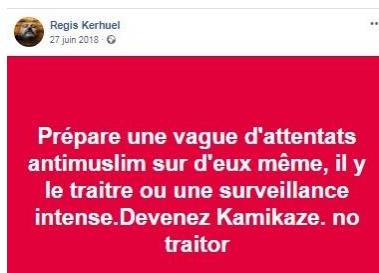 Regis Kerhuel
27 juin 2018 ·
Prépare une vague d'attentats
antimuslim sur d'eux même, il y
le traitre ou une surveillance
intense.Devenez Kamikaze. no
traitor